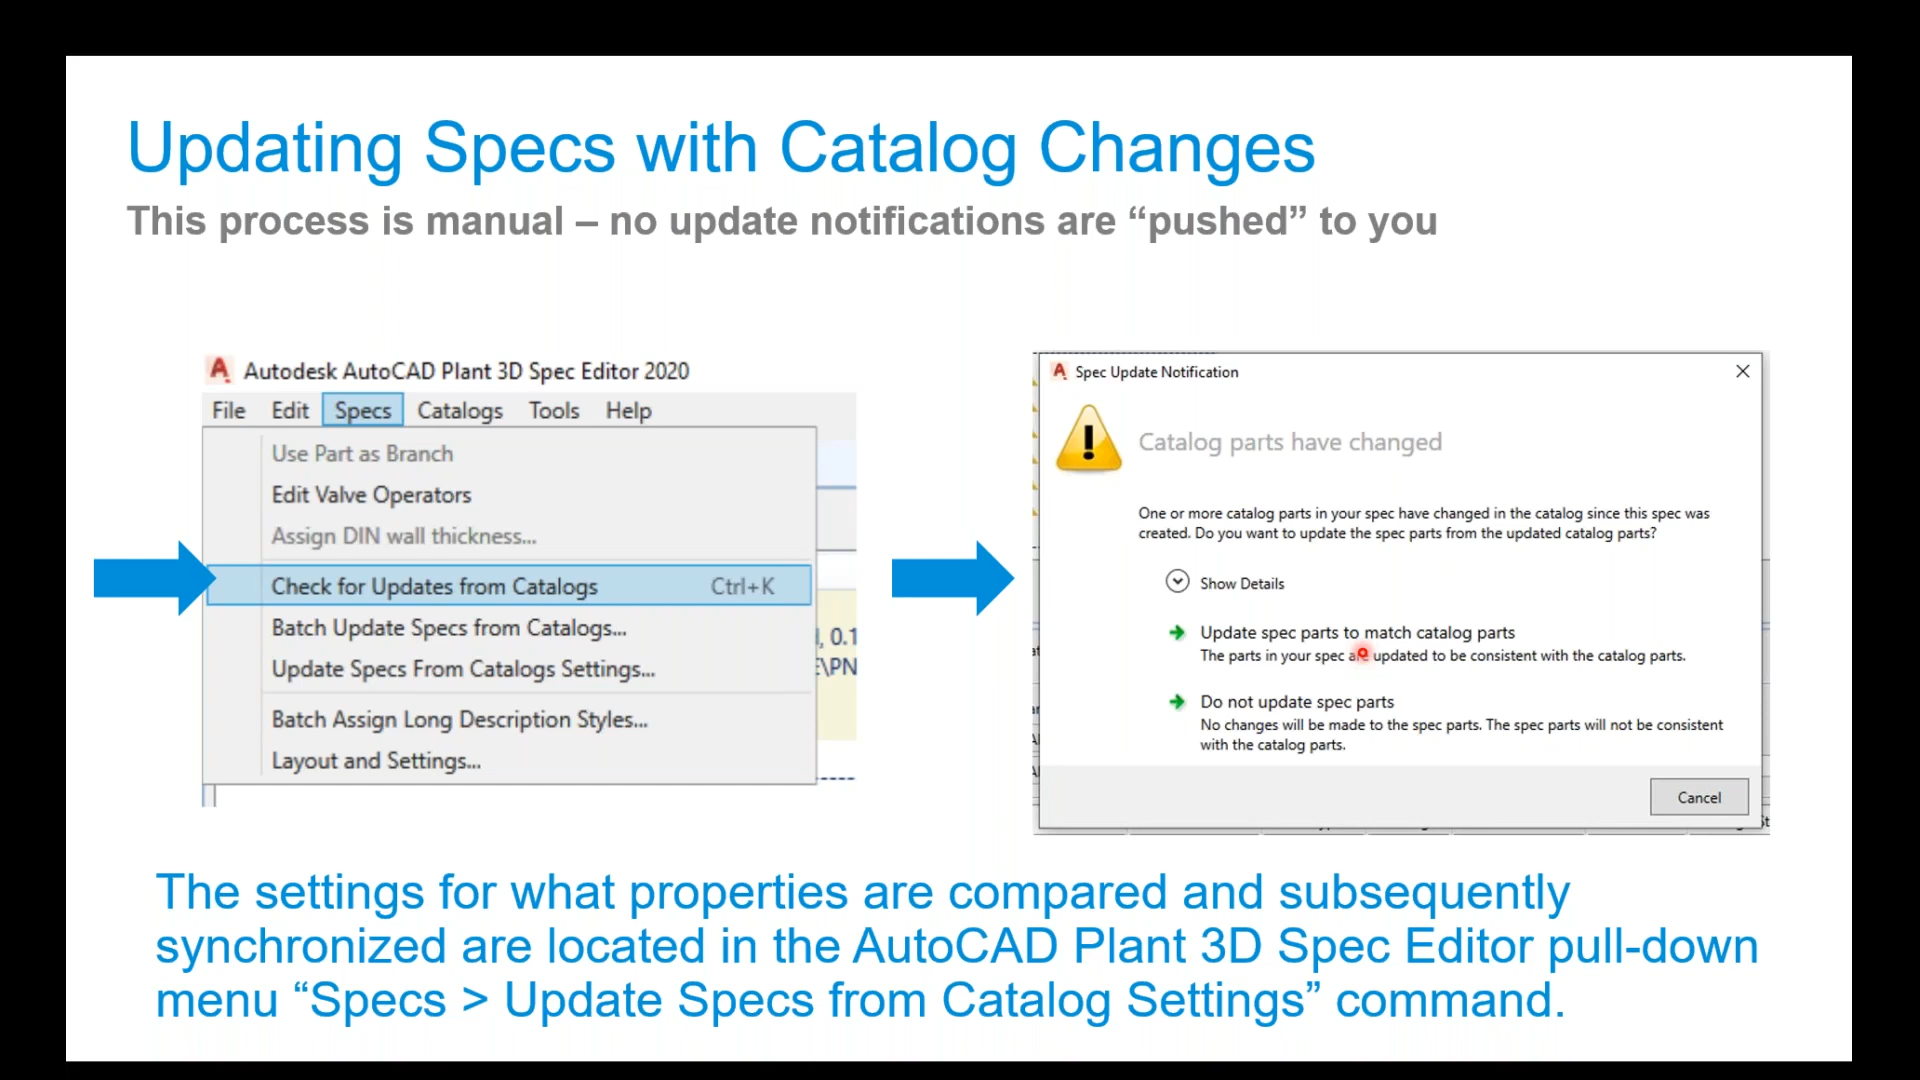 Updating Specs with Catalog Changes
This process is manual – no update notifications are “pushed” to you
Autodesk AutoCAD Plant 3D Spec Editor 2020
File Edit Specs Catalogs Tools Help
Use Part as Branch
Edit Valve Operators
Assign DIN wall thickness...
Check for Updates from Catalogs Ctrl+K
Batch Update Specs from Catalogs...
Update Specs From Catalogs Settings...
Batch Assign Long Description Styles...
Layout and Settings...
0.1
\PN
Spec Update Notification
Catalog parts have changed
One or more catalog parts in your spec have changed in the catalog since this spec was
created. Do you want to update the spec parts from the updated catalog parts?
Show Details
Update spec parts to match catalog parts
The parts in your spec are updated to be consistent with the catalog parts.
Do not update spec parts
No changes will be made to the spec parts. The spec parts will not be consistent
with the catalog parts.
Cancel
The settings for what properties are compared and subsequently
synchronized are located in the AutoCAD Plant 3D Spec Editor pull-down
menu “Specs > Update Specs from Catalog Settings” command.